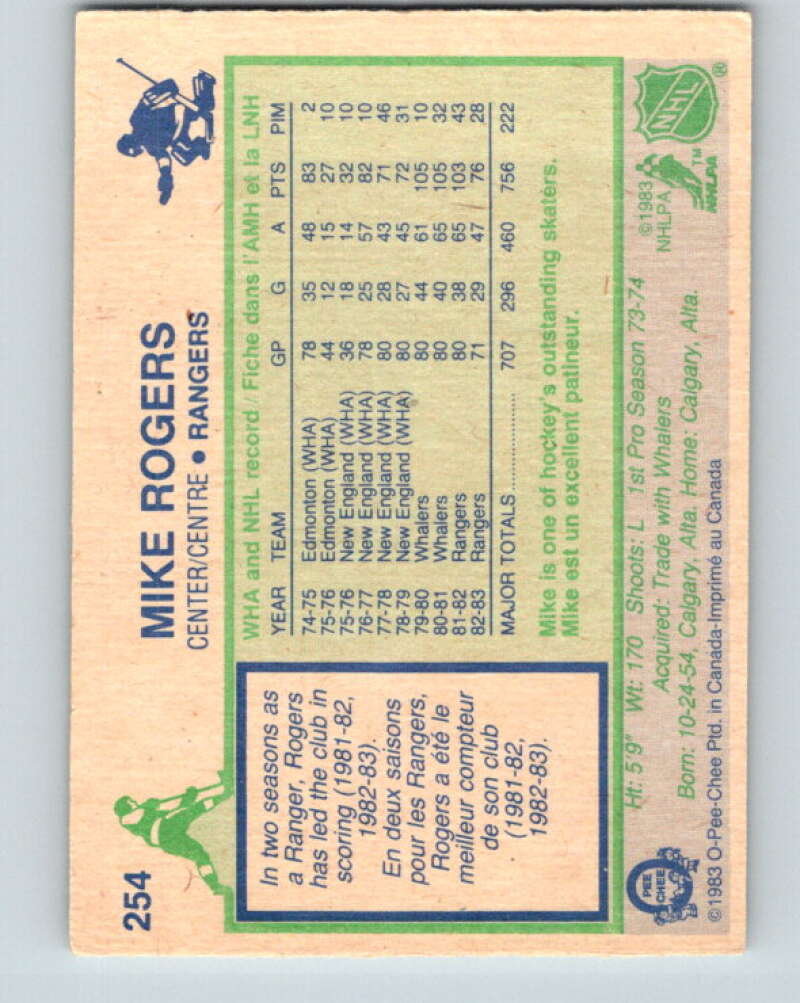 254
MIKE ROGERS
CENTER/CENTRE • RANGERS
In two seasons as
a Ranger, Rogers
has led the club in
scoring (1981-82,
1982-83).
En deux saisons
pour les Rangers,
Rogers a été le
meilleur compteur
de son club
(1981-82,
1982-83).
WHA and NHL record / Fiche dans l'AMH et la LNH
YEAR TEAM GP G A PTS PIM
74-75 Edmonton (WHA) 78 35 48 83 2
75-76 Edmonton (WHA) 44 12 15 27 10
75-76 New England (WHA) 36 18 14 32 10
76-77 New England (WHA) 78 25 57 82 10
77-78 New England (WHA) 80 28 43 71 46
78-79 New England (WHA) 80 27 45 72 31
79-80 Whalers 80 44 61 105 10
80-81 Whalers 80 40 65 105 32
81-82 Rangers 80 38 65 103 43
82-83 Rangers 71 29 47 76 28
MAJOR TOTALS .................... 707 296 460 756 222
Mike is one of hockey's outstanding skaters.
Mike est un excellent patineur.
Ht: 5'9" Wt: 170 Shoots: L 1st Pro Season 73-74
Acquired: Trade with Whalers
Born: 10-24-54, Calgary, Alta. Home: Calgary, Alta.
©1983 O-Pee-Chee Ptd. in Canada-Imprimé au Canada
O
PEE
CHEE
©1983
NHLPA
NHL
®
NHLPA
TM